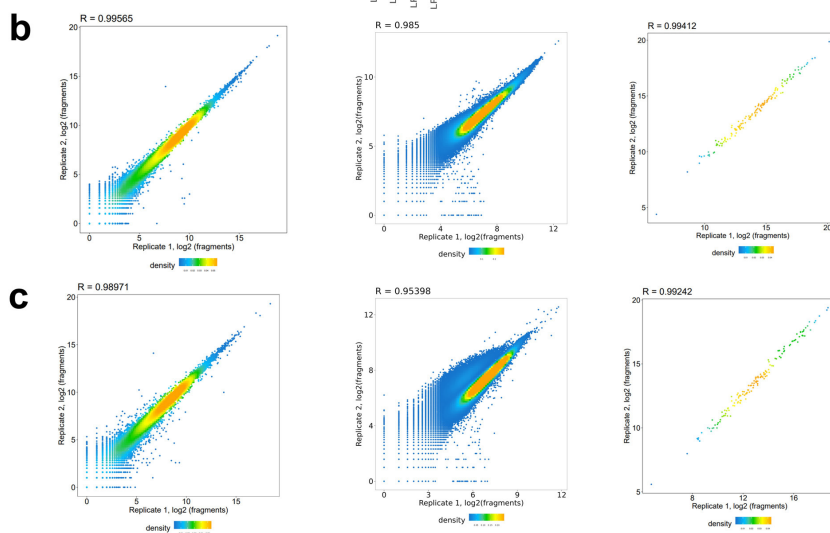 b
R = 0.99565
20
15
10
5
0
Replicate 2, log2 (fragments)
0 5 10 15
Replicate 1, log2 (fragments)
density
R = 0.985
10
5
0
Replicate 2, log2(fragments)
0 4 8 12
Replicate 1, log2(fragments)
density
R = 0.99412
20
15
10
5
Replicate 2, log2 (fragments)
10 15 20
Replicate 1, log2 (fragments)
density
c
R = 0.98971
20
15
10
5
0
Replicate 2, log2 (fragments)
0 5 10 15
Replicate 1, log2 (fragments)
density
R = 0.95398
12
8
4
0
Replicate 2, log2(fragments)
0 3 6 9 12
Replicate 1, log2(fragments)
density
R = 0.99242
20
15
10
5
Replicate 2, log2 (fragments)
8 12 16
Replicate 1, log2 (fragments)
density